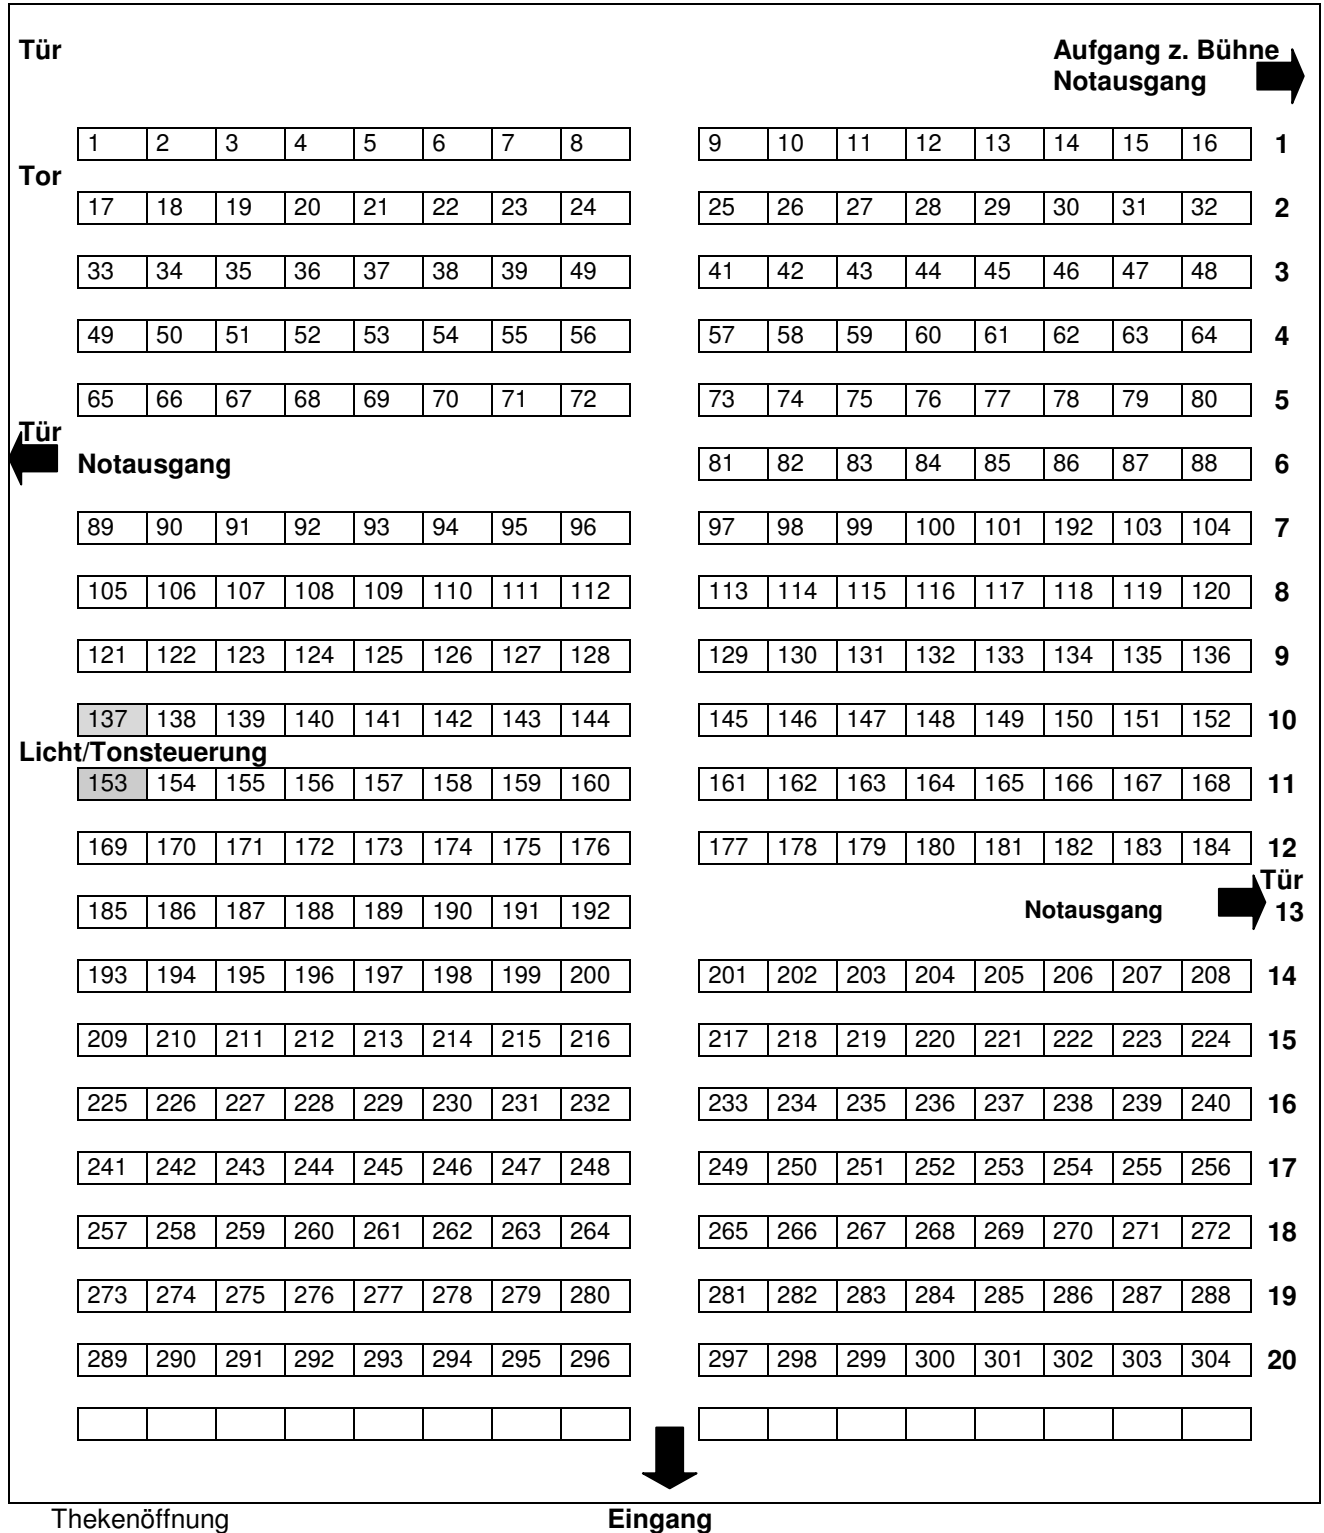 Tür Aufgang z. Bühne
Notausgang
1 2 3 4 5 6 7 8 9 10 11 12 13 14 15 16 1
Tor
17 18 19 20 21 22 23 24 25 26 27 28 29 30 31 32 2
33 34 35 36 37 38 39 49 41 42 43 44 45 46 47 48 3
49 50 51 52 53 54 55 56 57 58 59 60 61 62 63 64 4
65 66 67 68 69 70 71 72 73 74 75 76 77 78 79 80 5
Tür
Notausgang 81 82 83 84 85 86 87 88 6
89 90 91 92 93 94 95 96 97 98 99 100 101 192 103 104 7
105 106 107 108 109 110 111 112 113 114 115 116 117 118 119 120 8
121 122 123 124 125 126 127 128 129 130 131 132 133 134 135 136 9
137 138 139 140 141 142 143 144 145 146 147 148 149 150 151 152 10
Licht/Tonsteuerung
153 154 155 156 157 158 159 160 161 162 163 164 165 166 167 168 11
169 170 171 172 173 174 175 176 177 178 179 180 181 182 183 184 12
Tür
185 186 187 188 189 190 191 192 Notausgang 13
193 194 195 196 197 198 199 200 201 202 203 204 205 206 207 208 14
209 210 211 212 213 214 215 216 217 218 219 220 221 222 223 224 15
225 226 227 228 229 230 231 232 233 234 235 236 237 238 239 240 16
241 242 243 244 245 246 247 248 249 250 251 252 253 254 255 256 17
257 258 259 260 261 262 263 264 265 266 267 268 269 270 271 272 18
273 274 275 276 277 278 279 280 281 282 283 284 285 286 287 288 19
289 290 291 292 293 294 295 296 297 298 299 300 301 302 303 304 20
Thekenöffnung Eingang